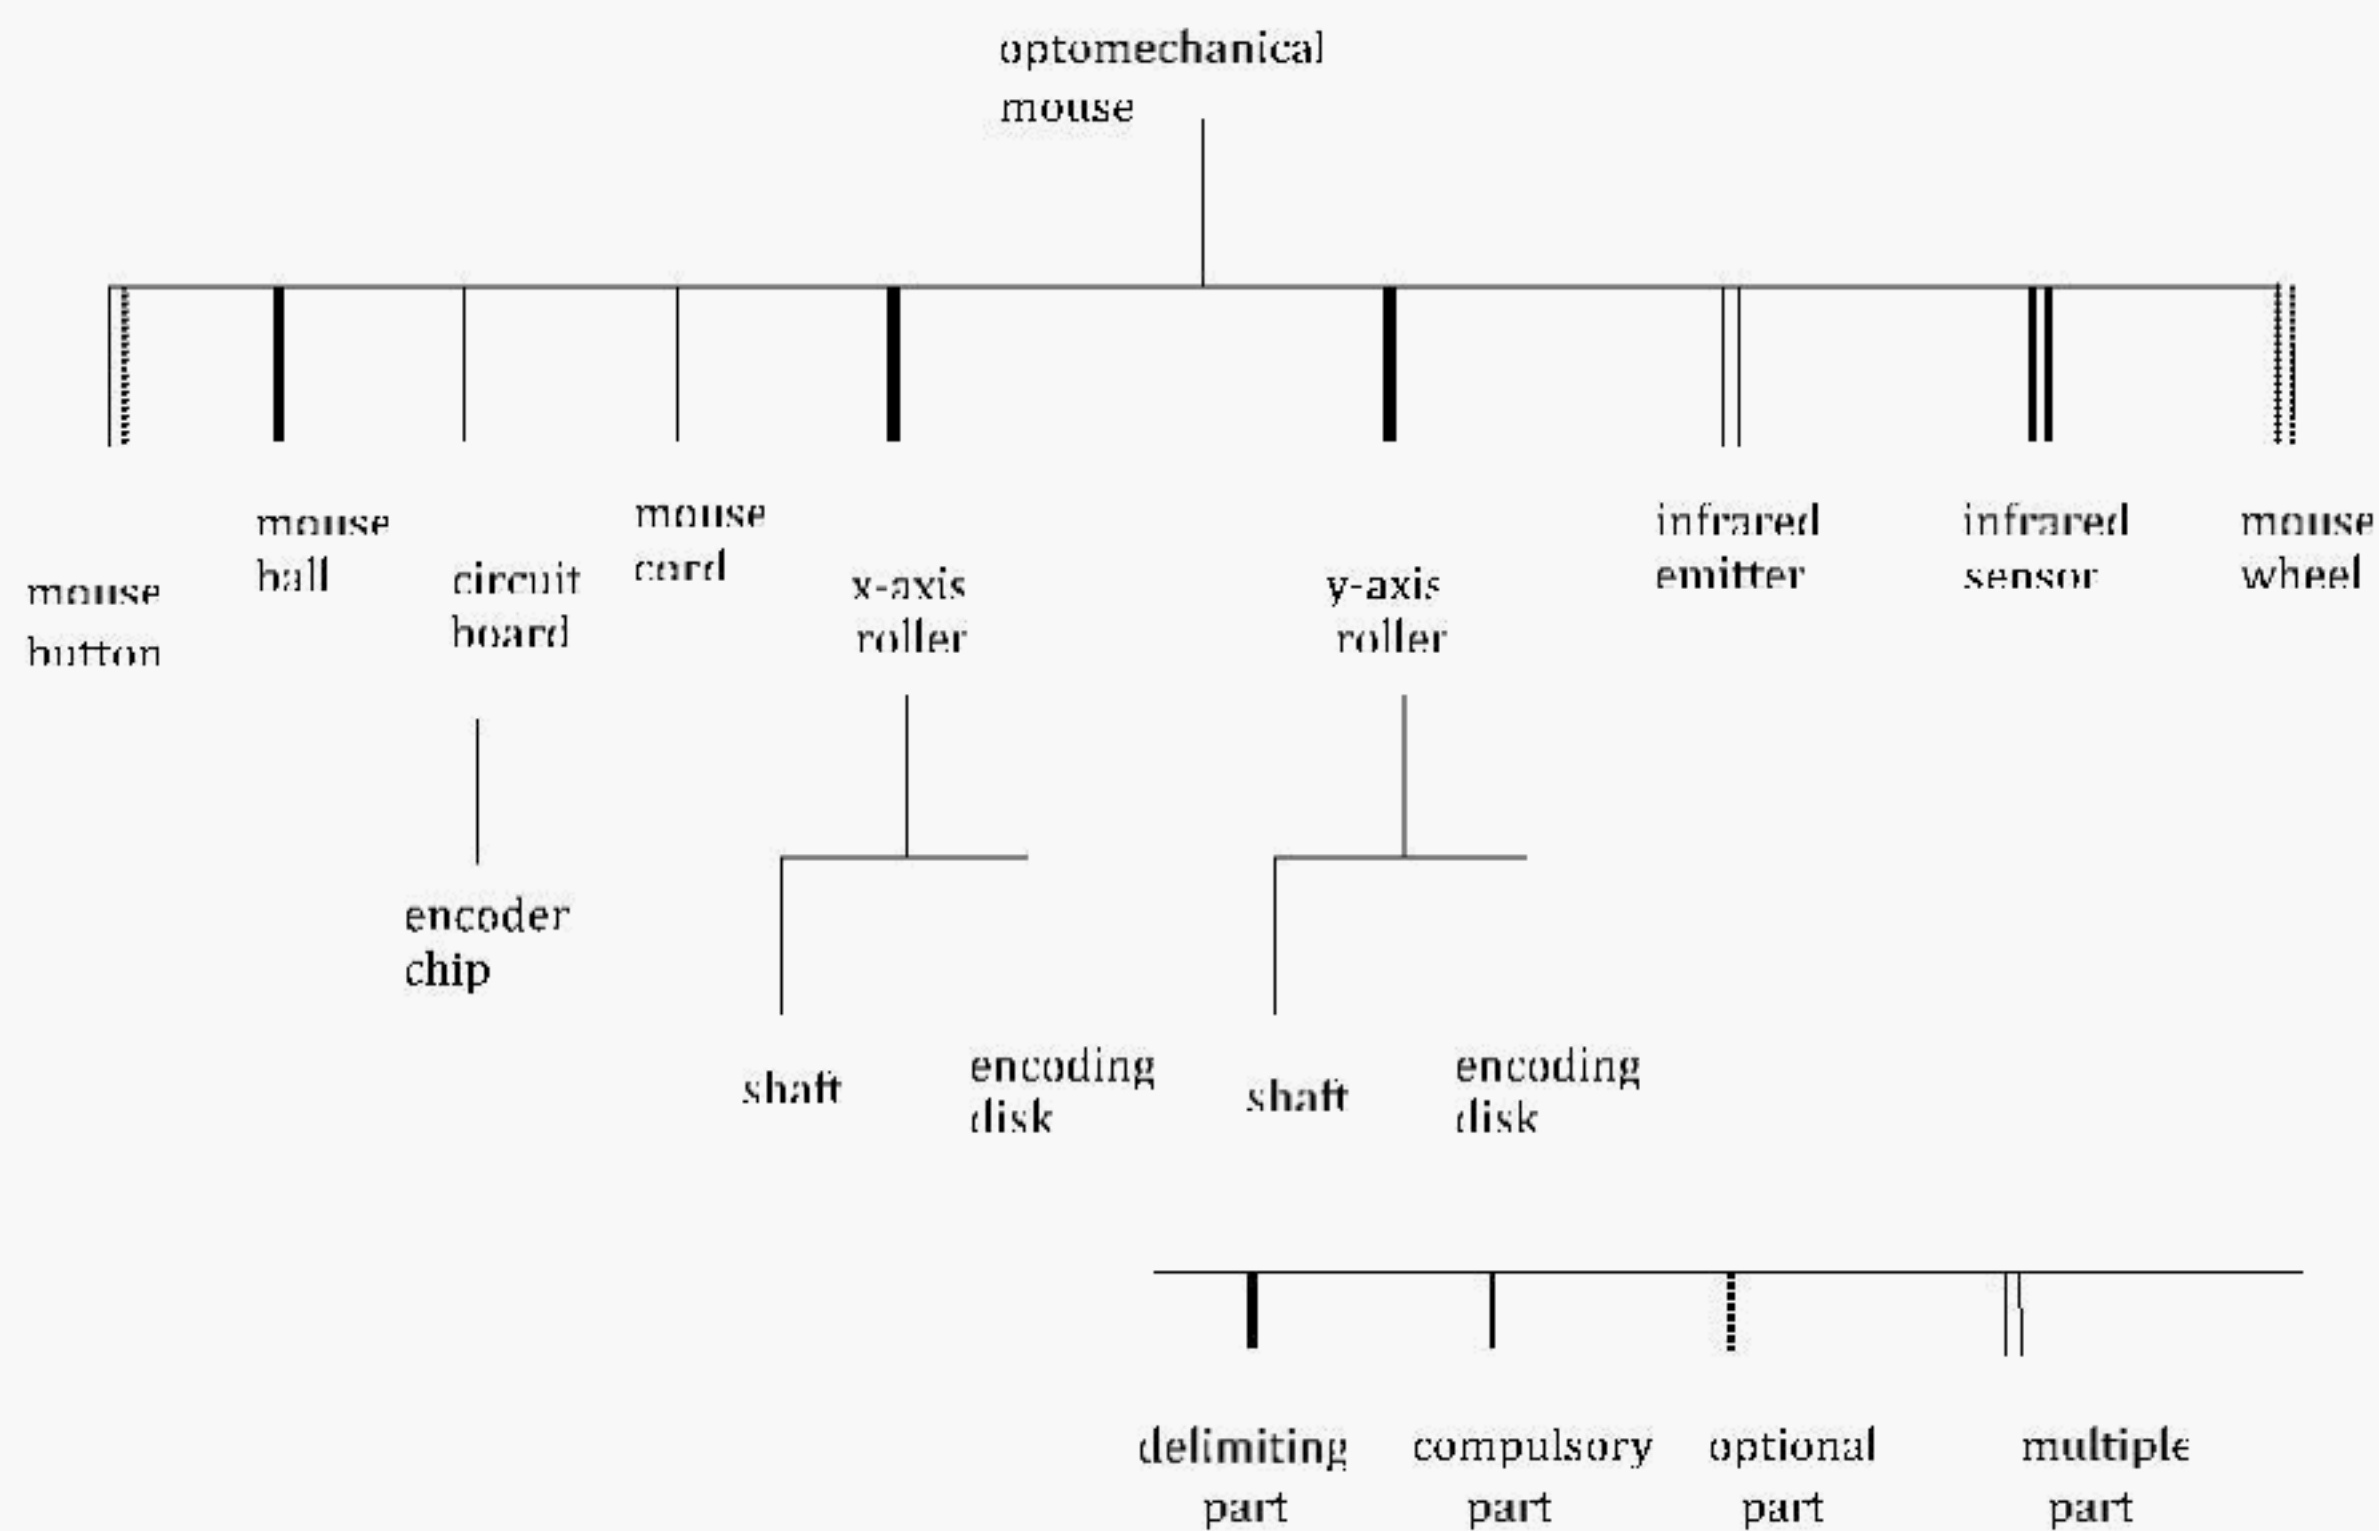 optomechanical
mouse
mouse
button
mouse
ball
circuit
board
mouse
cord
x-axis
roller
y-axis
roller
infrared
emitter
infrared
sensor
mouse
wheel
encoder
chip
shaft
encoding
disk
shaft
encoding
disk
delimiting
part
compulsory
part
optional
part
multiple
part